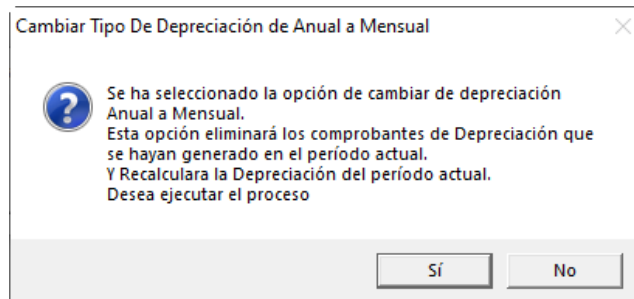 Cambiar Tipo De Depreciación de Anual a Mensual
Se ha seleccionado la opción de cambiar de depreciación
Anual a Mensual.
Esta opción eliminará los comprobantes de Depreciación que
se hayan generado en el período actual.
Y Recalculara la Depreciación del período actual.
Desea ejecutar el proceso
Sí
No